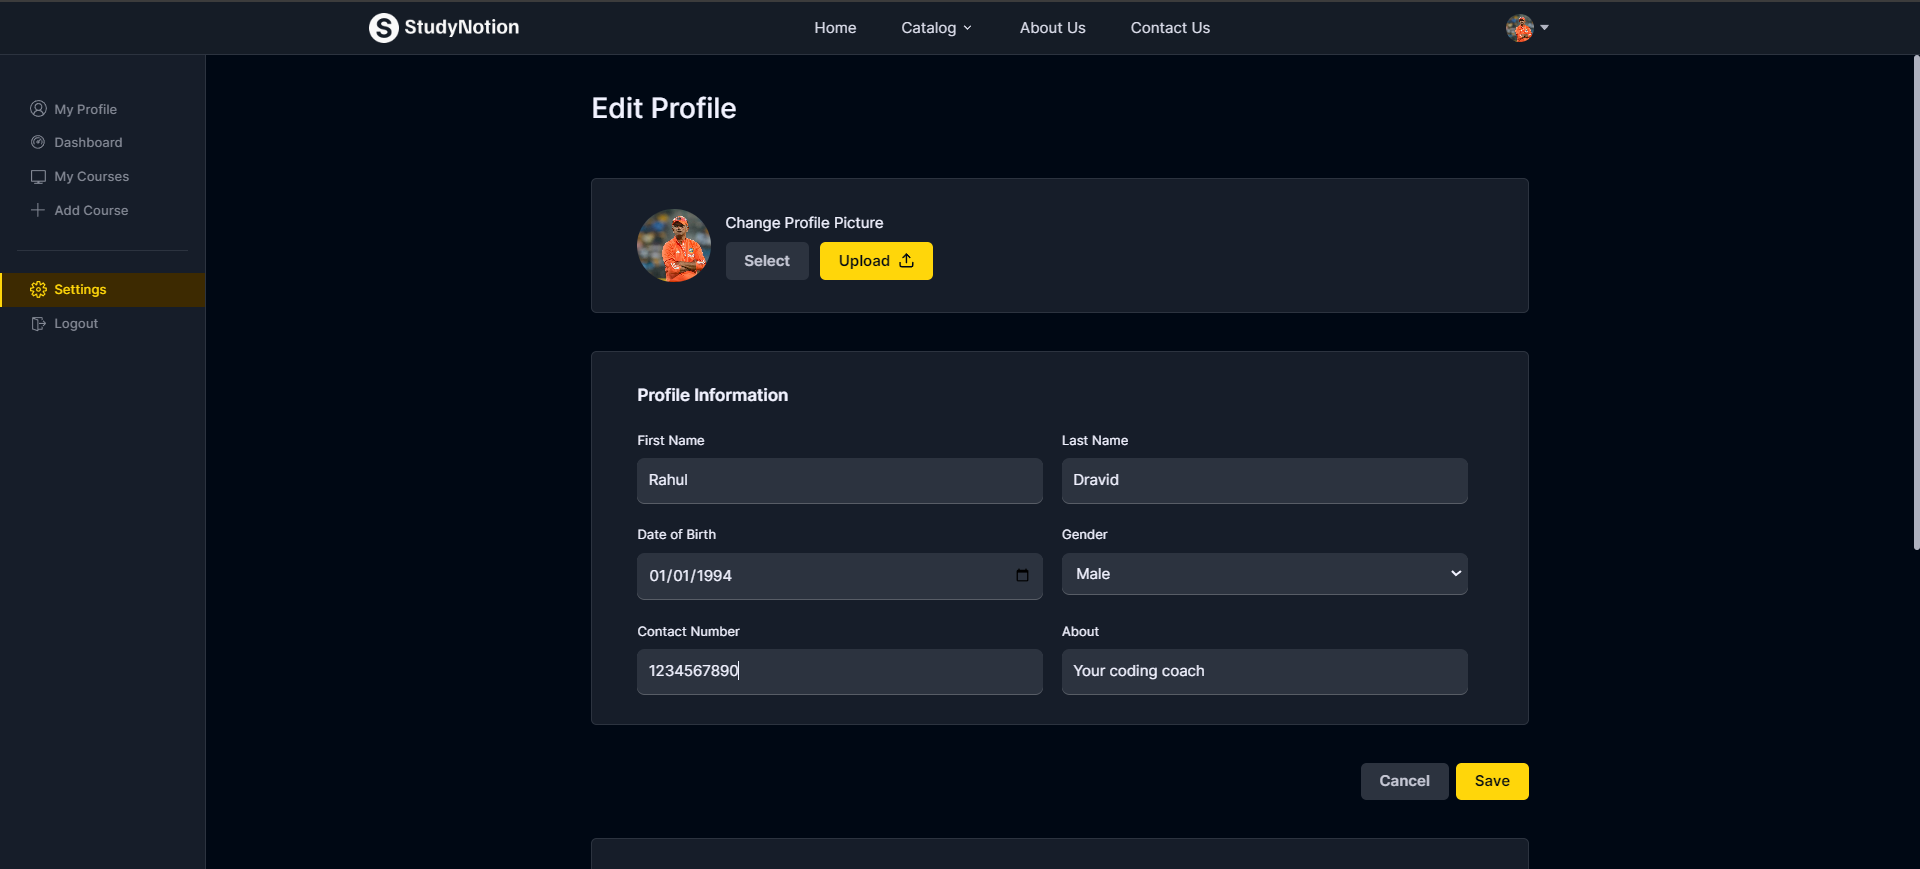 StudyNotion
Home
Catalog
About Us
Contact Us
My Profile
Dashboard
My Courses
Add Course
Settings
Logout
Edit Profile
Change Profile Picture
Select
Upload
Profile Information
First Name
Last Name
Rahul
Dravid
Date of Birth
Gender
01/01/1994
Male
Contact Number
About
1234567890
Your coding coach
Cancel
Save